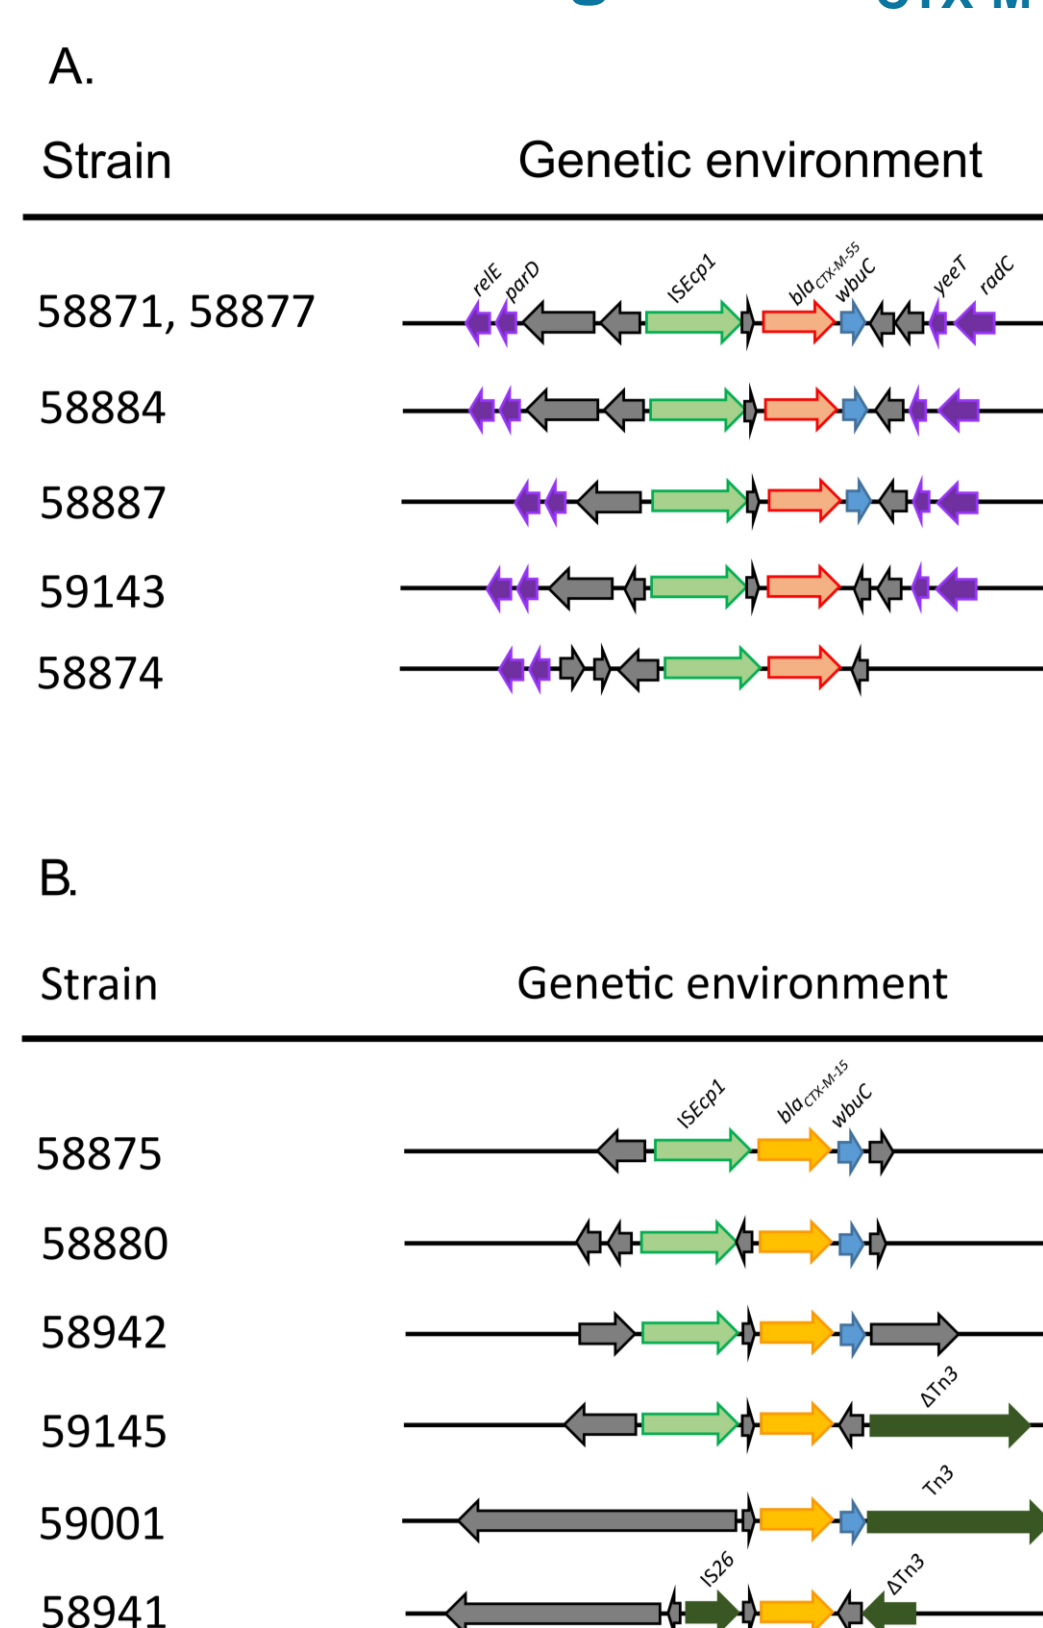 CTX-M
A.
Strain Genetic environment
relE parD ISEcp1 blaCTX-M-55 wbuC yeeT radC
58871, 58877
58884
58887
59143
58874
B.
Strain Genetic environment
ISEcp1 blaCTX-M-15 wbuC
58875
58880
58942
ΔTn3
59145
Tn3
59001
IS26 ΔTn3
58941